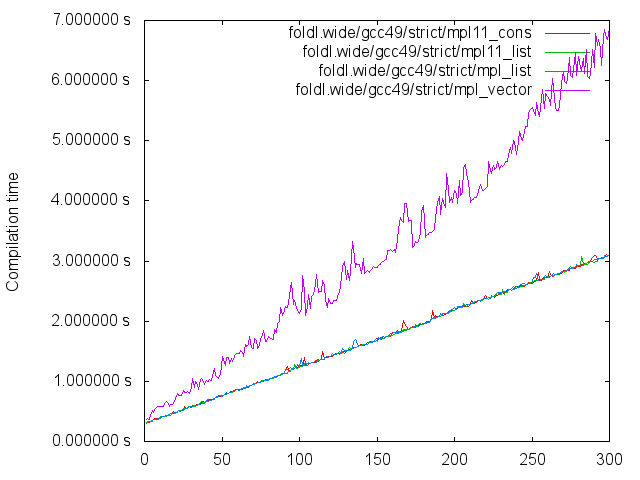 7.000000 s
6.000000 s
5.000000 s
4.000000 s
3.000000 s
2.000000 s
1.000000 s
0.000000 s
Compilation time
foldl.wide/gcc49/strict/mpl11_cons
foldl.wide/gcc49/strict/mpl11_list
foldl.wide/gcc49/strict/mpl_list
foldl.wide/gcc49/strict/mpl_vector
0 50 100 150 200 250 300